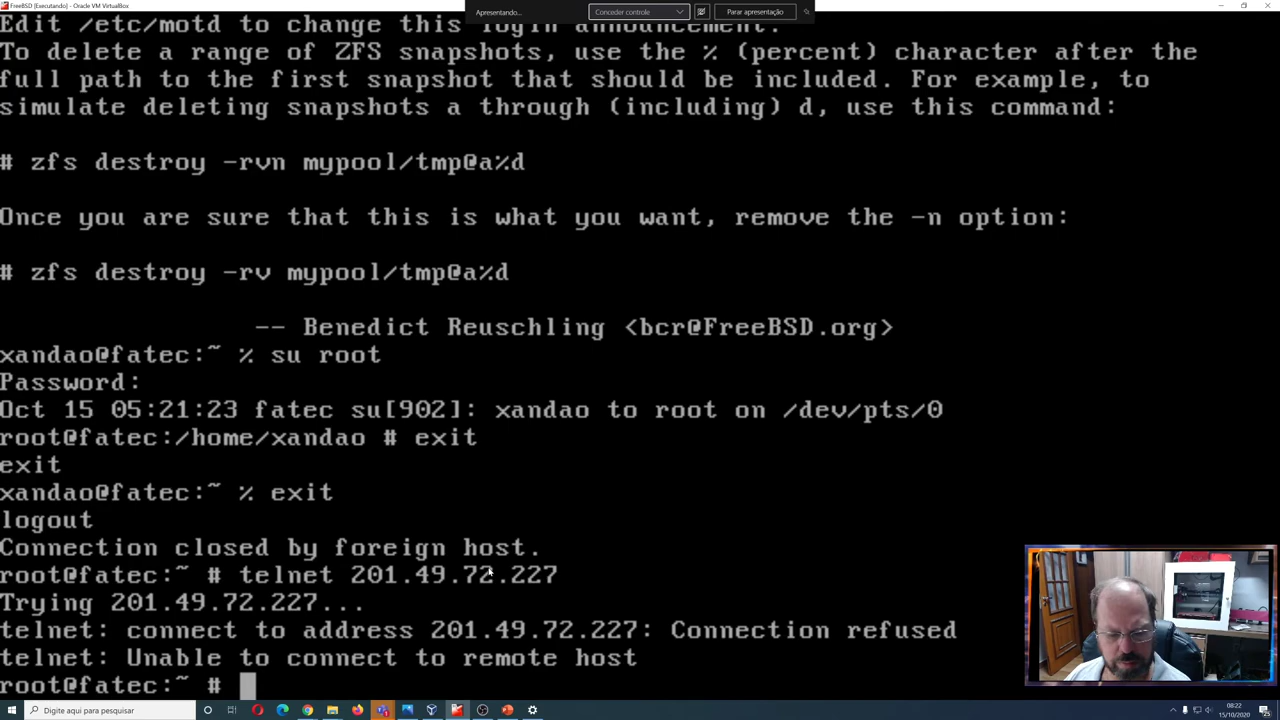 FreeBSD [Executando] - Oracle VM VirtualBox
Apresentando...
Conceder controle
Parar apresentação
Edit /etc/motd to change this login announcement.
To delete a range of ZFS snapshots, use the % (percent) character after the
full path to the first snapshot that should be included. For example, to
simulate deleting snapshots a through (including) d, use this command:
# zfs destroy -rvn mypool/tmp@a%d
Once you are sure that this is what you want, remove the -n option:
# zfs destroy -rv mypool/tmp@a%d
-- Benedict Reuschling <bcr@FreeBSD.org>
xandao@fatec:~ % su root
Password:
Oct 15 05:21:23 fatec su[902]: xandao to root on /dev/pts/0
root@fatec:/home/xandao # exit
exit
xandao@fatec:~ % exit
logout
Connection closed by foreign host.
root@fatec:~ # telnet 201.49.72.227
Trying 201.49.72.227...
telnet: connect to address 201.49.72.227: Connection refused
telnet: Unable to connect to remote host
root@fatec:~ #
Digite aqui para pesquisar
08:22
15/10/2020